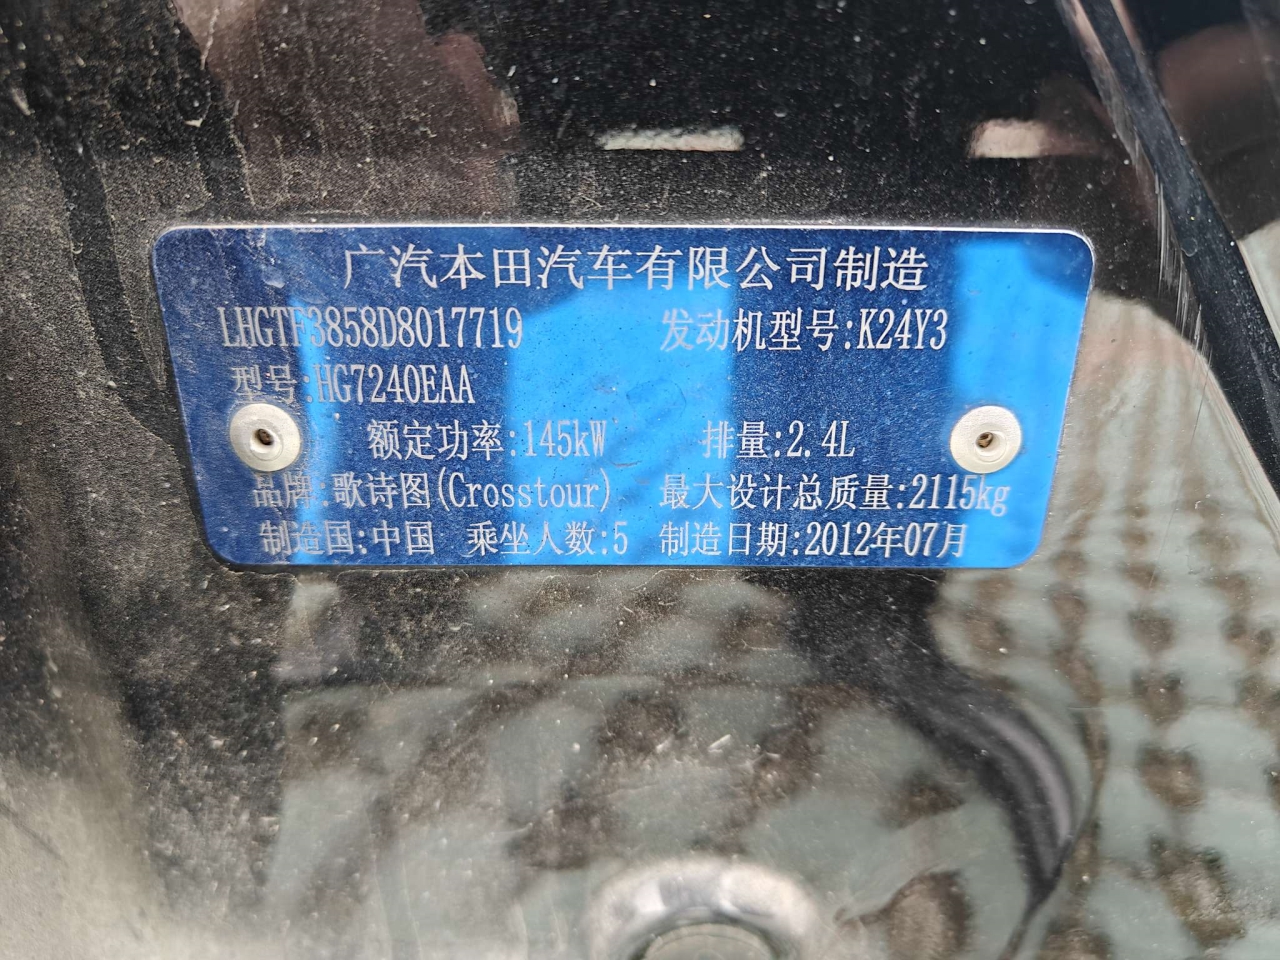 广汽本田汽车有限公司制造
LHGTF3858D8017719 发动机型号:K24Y3
型号:HG7240EAA
额定功率:145kW 排量:2.4L
品牌:歌诗图(Crosstour) 最大设计总质量:2115kg
制造国:中国 乘坐人数:5 制造日期:2012年07月